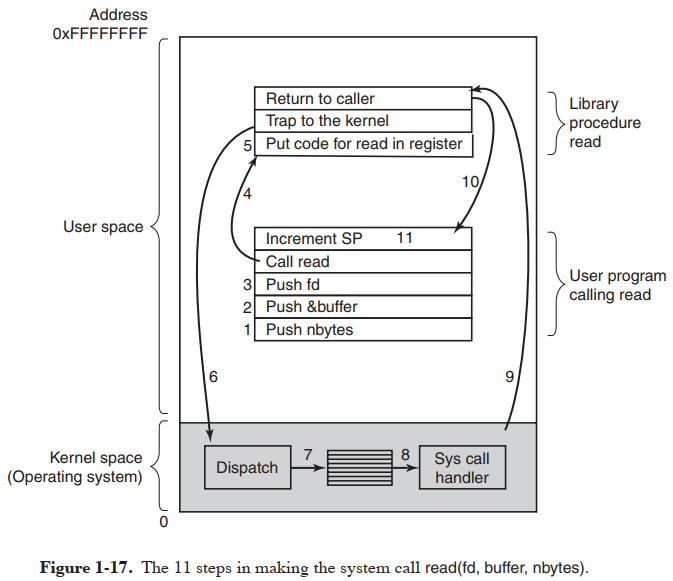 Address
0xFFFFFFFF
Return to caller
Trap to the kernel
5 Put code for read in register
Library
procedure
read
4
10
User space
Increment SP 11
Call read
3 Push fd
2 Push &buffer
1 Push nbytes
User program
calling read
6
9
Kernel space
(Operating system)
Dispatch
7
8
Sys call
handler
0
Figure 1-17. The 11 steps in making the system call read(fd, buffer, nbytes).